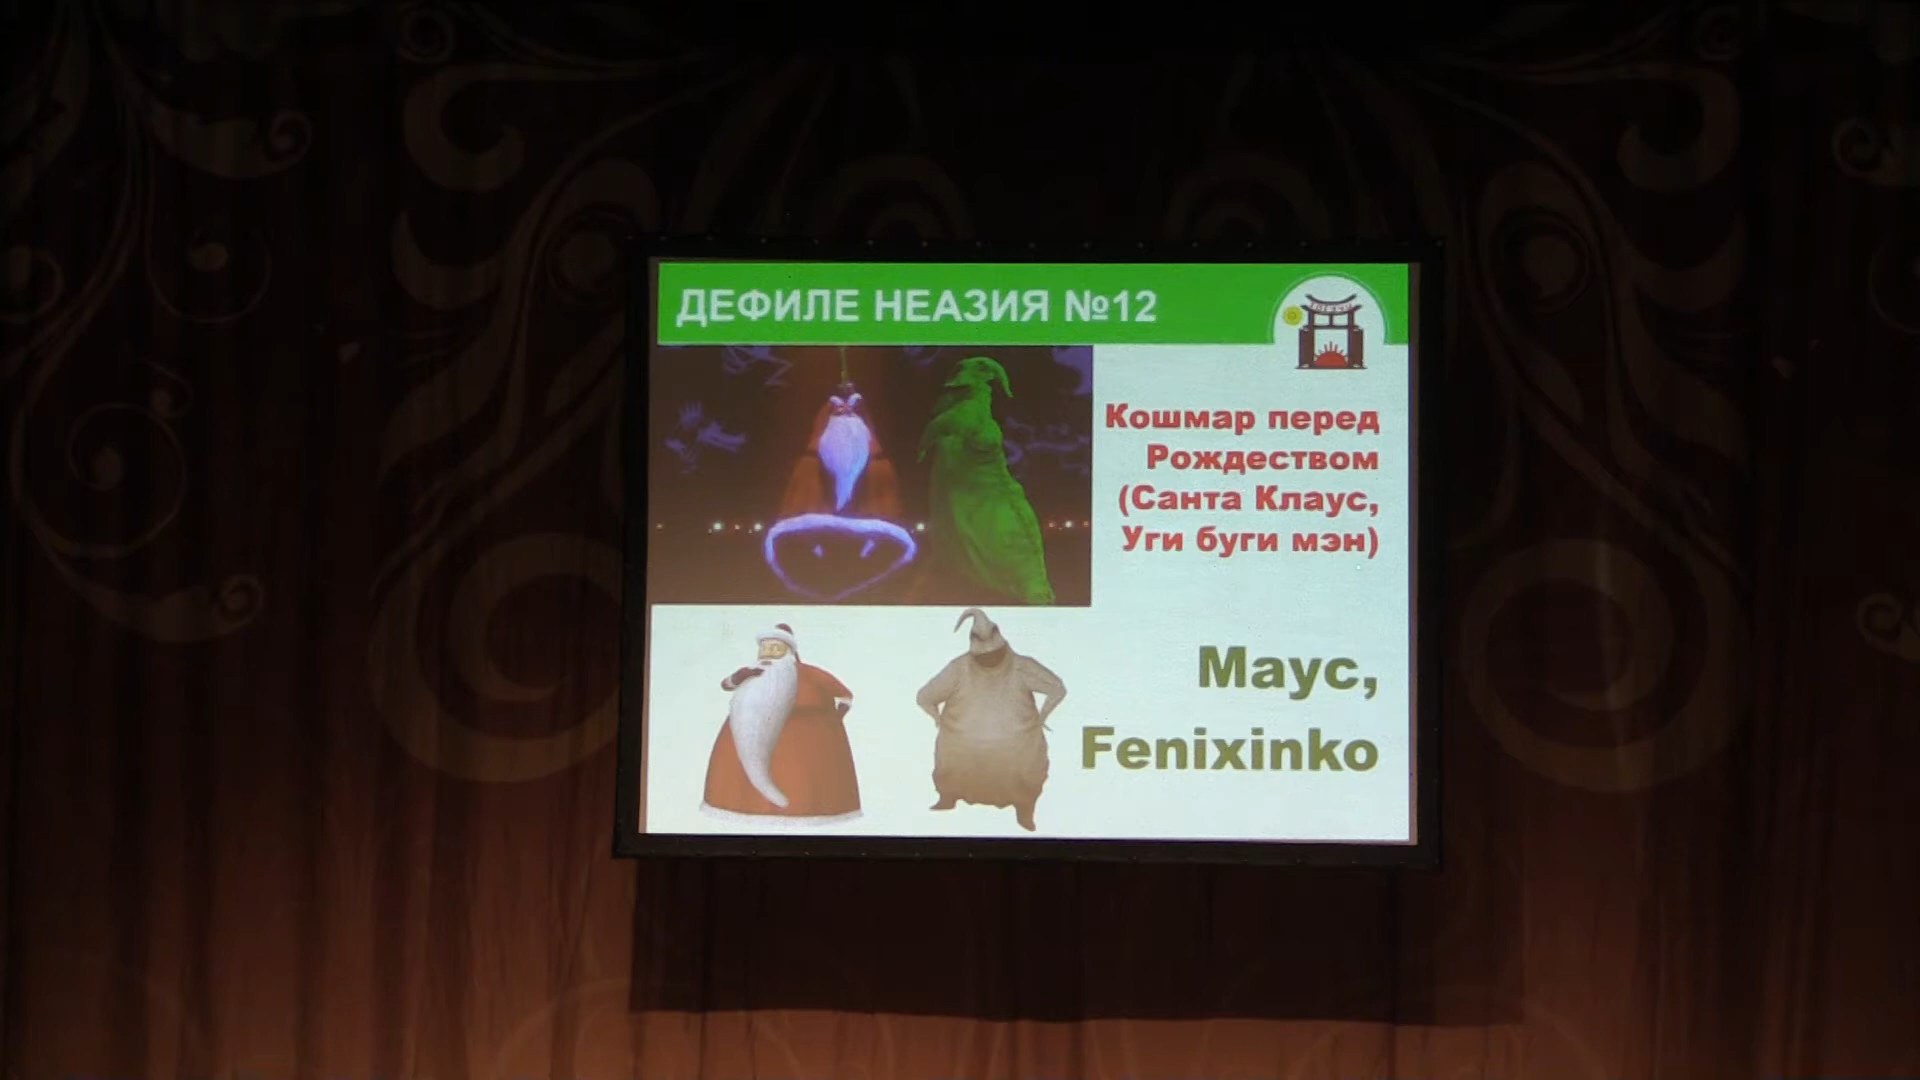 ДЕФИЛЕ НЕАЗИЯ №12
Кошмар перед
Рождеством
(Санта Клаус,
Уги буги мэн)
Маус,
Fenixinko